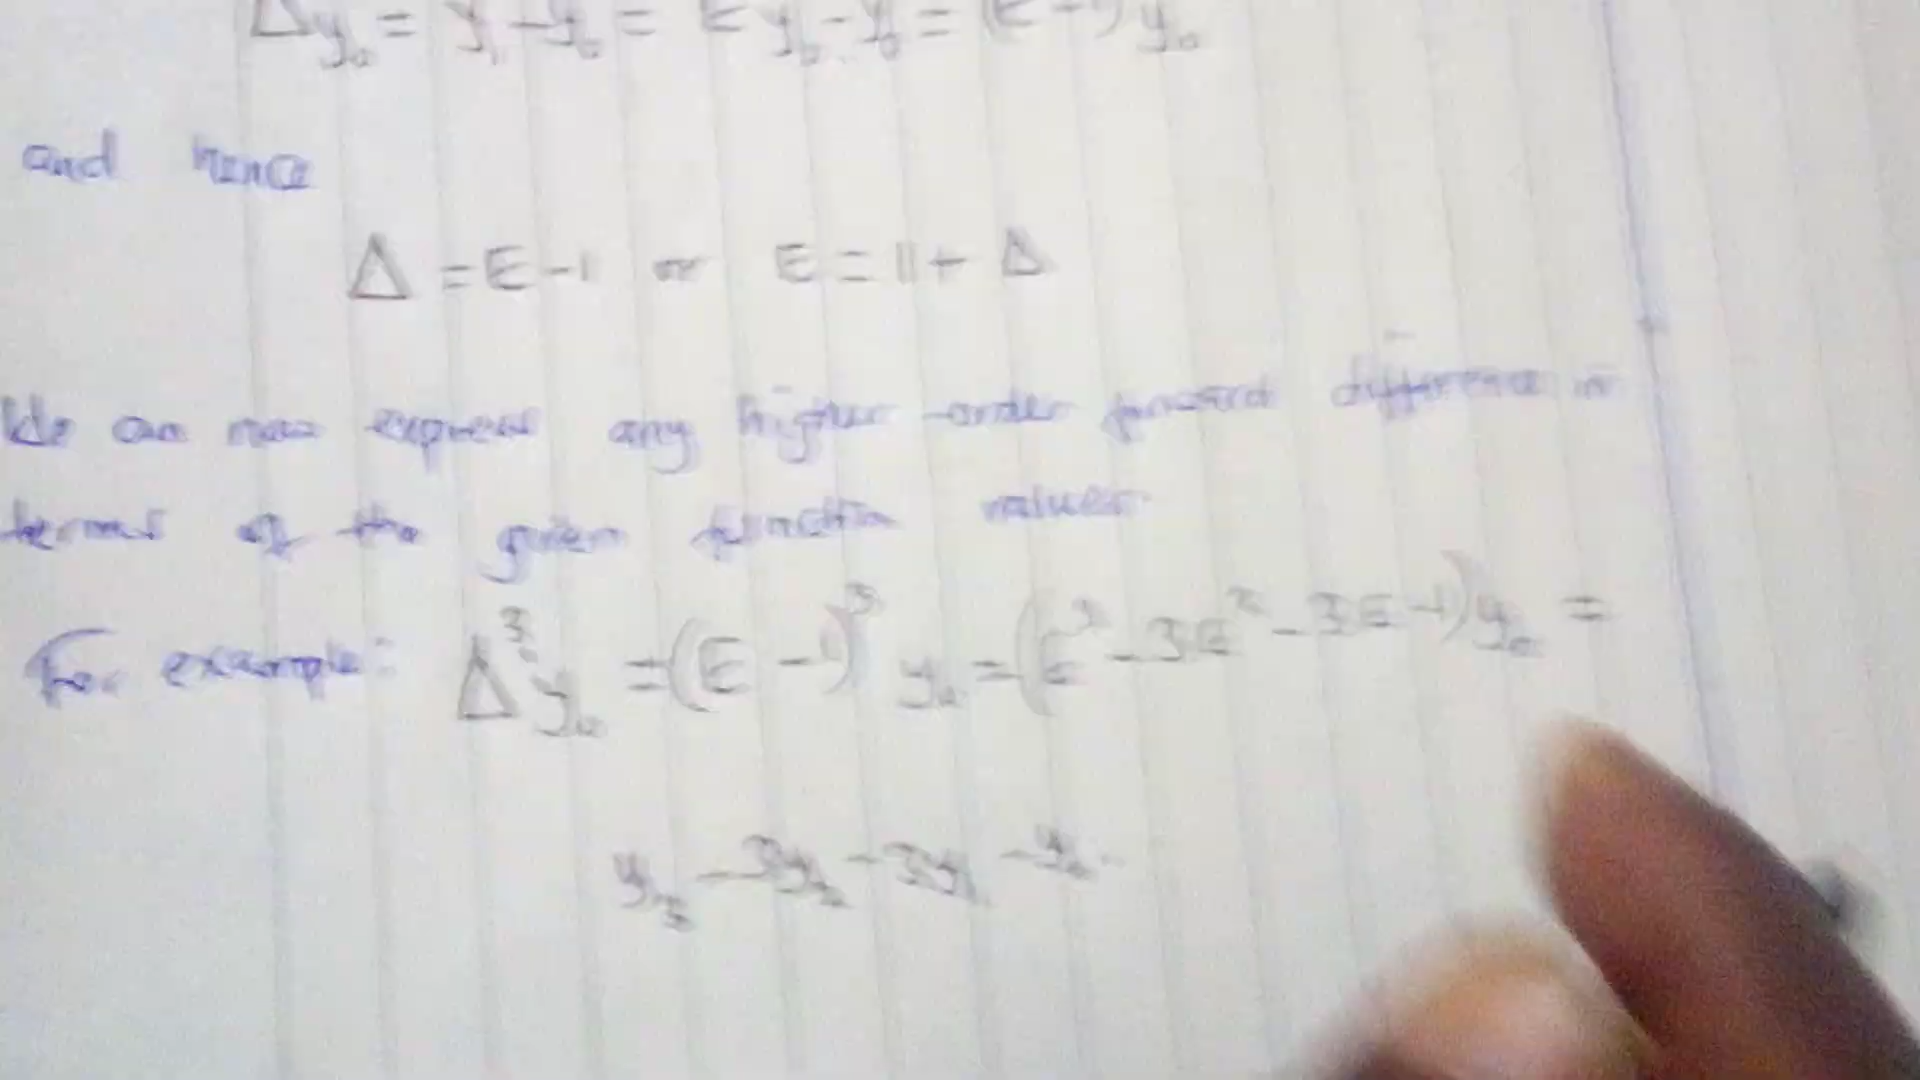 Δy₀ = y₁ - y₀ = E y₀ - y₀ = (E - 1) y₀
and hence
Δ = E - 1 or E = 1 + Δ
We can now express any higher-order forward difference in
terms of the given function values.
For example: Δ³y₀ = (E - 1)³ y₀ = (E³ - 3E² - 3E - 1) y₀ =
y₃ - 3y₂ - 3y₁ - y₀.